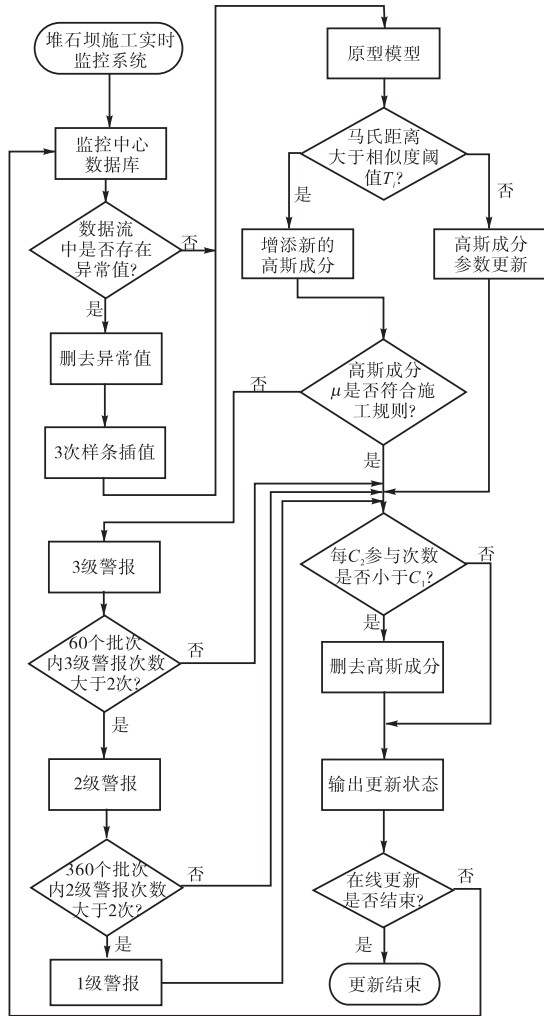 堆石坝施工实时
监控系统
监控中心
数据库
数据流
中是否存在
异常值?
否
是
删去异常值
3次样条插值
原型模型
马氏距离
大于相似度阈
值Ti?
是
否
增添新的
高斯成分
高斯成分
参数更新
高斯成分
μ是否符合施
工规则?
否
是
3级警报
60个批次
内3级警报次数
大于2次?
否
是
2级警报
360个批次
内2级警报次数
大于2次?
否
是
1级警报
每C2参与次数
是否小于C1?
否
是
删去高斯成分
输出更新状态
在线更新
是否结束?
否
是
更新结束